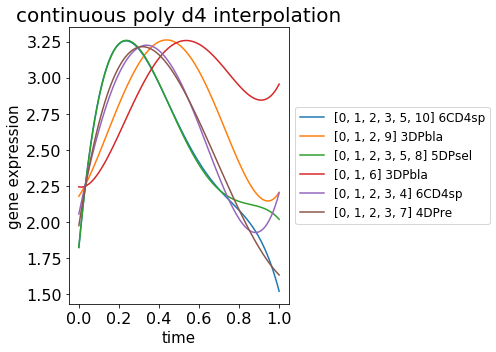 continuous poly d4 interpolation
gene expression
3.25
3.00
2.75
2.50
2.25
2.00
1.75
1.50
0.0 0.2 0.4 0.6 0.8 1.0
time
[0, 1, 2, 3, 5, 10] 6CD4sp
[0, 1, 2, 9] 3DPbla
[0, 1, 2, 3, 5, 8] 5DPsel
[0, 1, 6] 3DPbla
[0, 1, 2, 3, 4] 6CD4sp
[0, 1, 2, 3, 7] 4DPre